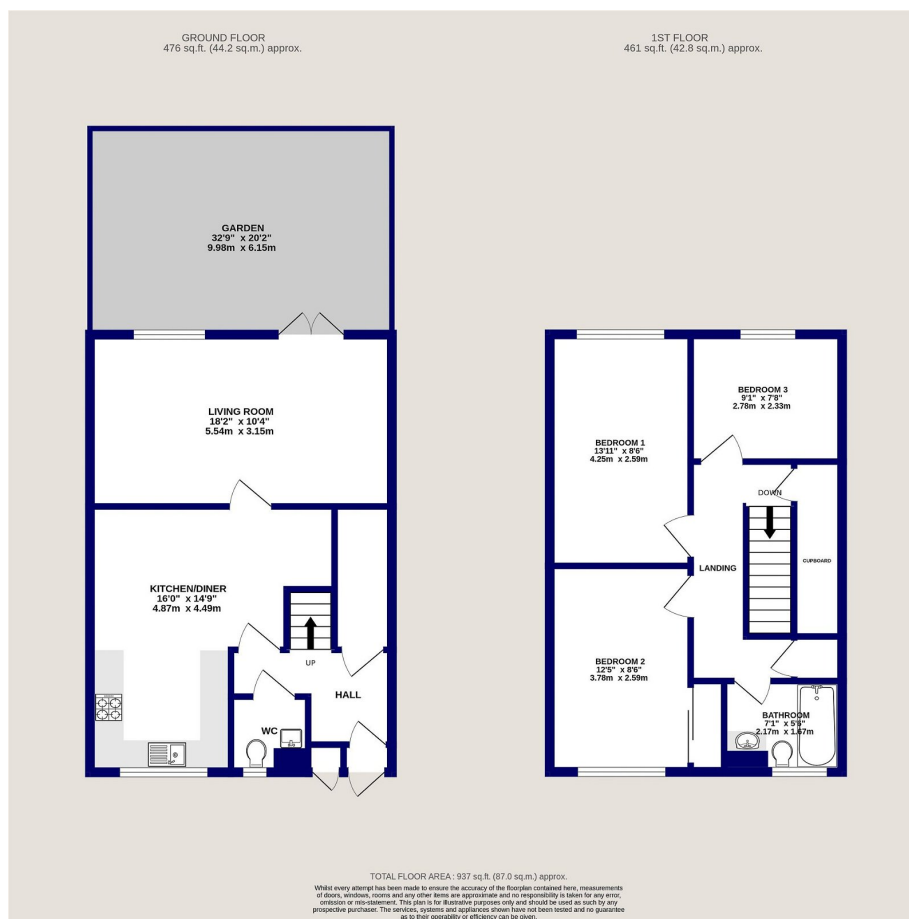 GROUND FLOOR
476 sq.ft. (44.2 sq.m.) approx.
1ST FLOOR
461 sq.ft. (42.8 sq.m.) approx.
GARDEN
32'9" x 20'2"
9.98m x 6.15m
LIVING ROOM
18'2" x 10'4"
5.54m x 3.15m
KITCHEN/DINER
16'0" x 14'9"
4.87m x 4.49m
UP
HALL
WC
BEDROOM 3
9'1" x 7'8"
2.78m x 2.33m
BEDROOM 1
13'11" x 8'6"
4.25m x 2.59m
DOWN
CUPBOARD
LANDING
BEDROOM 2
12'5" x 8'6"
3.78m x 2.59m
BATHROOM
7'1" x 5'6"
2.17m x 1.67m
TOTAL FLOOR AREA : 937 sq.ft. (87.0 sq.m.) approx.
Whilst every attempt has been made to ensure the accuracy of the floorplan contained here, measurements
of doors, windows, rooms and any other items are approximate and no responsibility is taken for any error,
omission or mis-statement. This plan is for illustrative purposes only and should be used as such by any
prospective purchaser. The services, systems and appliances shown have not been tested and no guarantee
as to their operability or efficiency can be given.